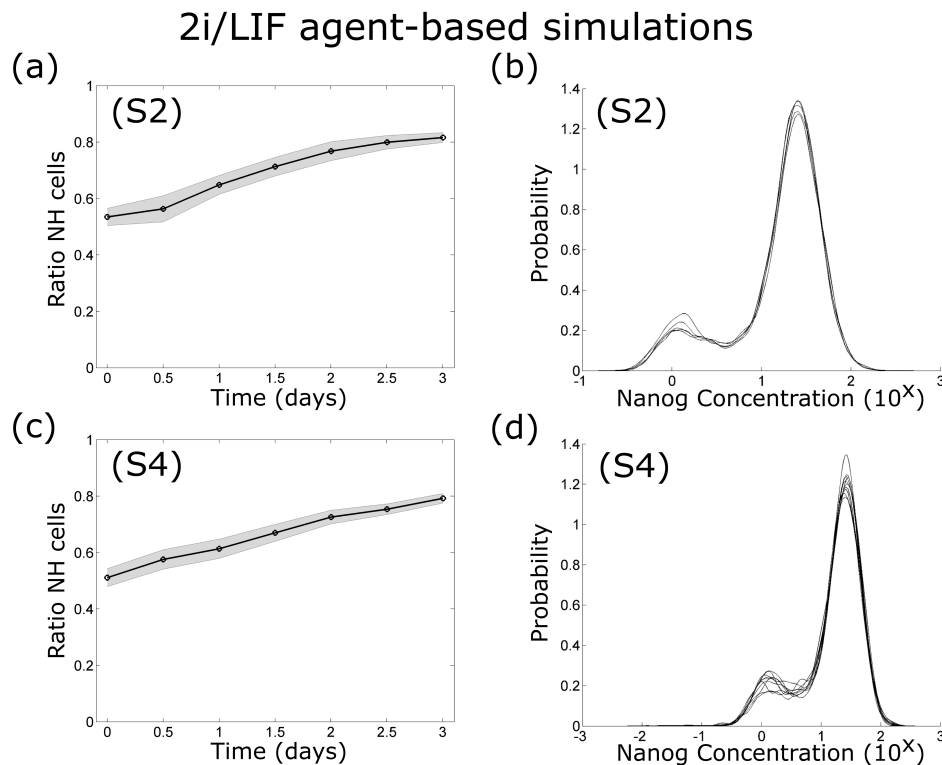 2i/LIF agent-based simulations
(a)
(S2)
Ratio NH cells
1
0.8
0.6
0.4
0.2
0
0 0.5 1 1.5 2 2.5 3
Time (days)
(b)
(S2)
Probability
1.4
1.2
1
0.8
0.6
0.4
0.2
0
-1 0 1 2 3
Nanog Concentration (10^x)
(c)
(S4)
Ratio NH cells
1
0.8
0.6
0.4
0.2
0
0 0.5 1 1.5 2 2.5 3
Time (days)
(d)
(S4)
Probability
1.4
1.2
1
0.8
0.6
0.4
0.2
0
-3 -2 -1 0 1 2 3
Nanog Concentration (10^x)